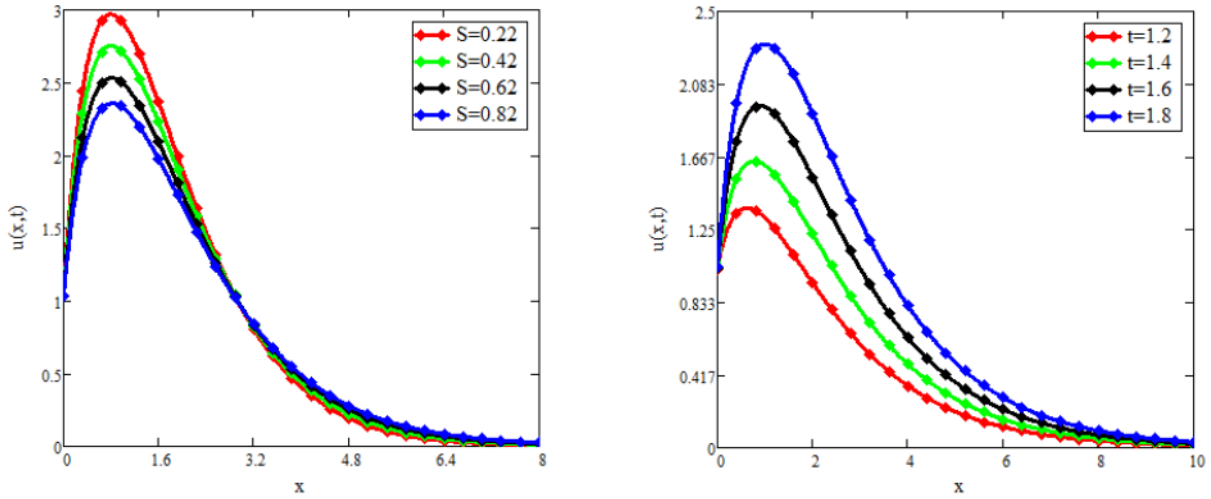 3
2.5
2
1.5
1
0.5
0
u(x,t)
S=0.22
S=0.42
S=0.62
S=0.82
0 1.6 3.2 4.8 6.4 8
x
2.5
2.083
1.667
1.25
0.833
0.417
0
u(x,t)
t=1.2
t=1.4
t=1.6
t=1.8
0 2 4 6 8 10
x